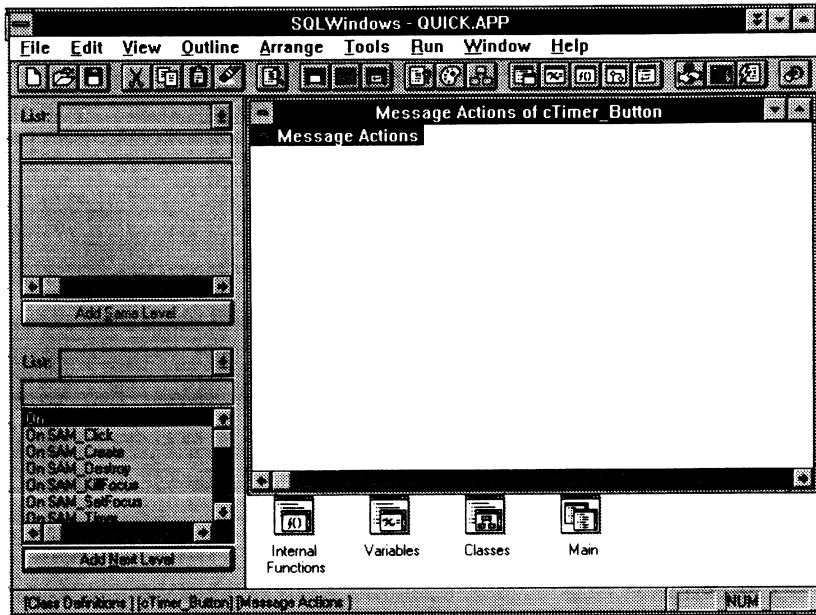 SQLWindows - QUICK.APP
File Edit View Outline Arrange Tools Run Window Help
List:
Message Actions of cTimer_Button
Message Actions
Add Same Level
List:
On
On SAM_Click
On SAM_Create
On SAM_Destroy
On SAM_KillFocus
On SAM_SetFocus
On SAM_Timer
Add Next Level
Internal Functions
Variables
Classes
Main
[Class Definitions ] [cTimer_Button] [Message Actions ]
NUM